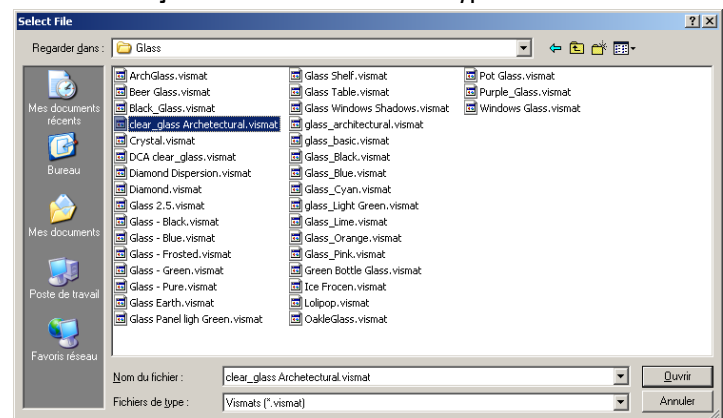 Select File
Regarder dans : Glass
Mes documents récents
Bureau
Mes documents
Poste de travail
Favoris réseau
ArchGlass.vismat
Beer Glass.vismat
Black_Glass.vismat
clear_glass Archetectural.vismat
Crystal.vismat
DCA clear_glass.vismat
Diamond Dispersion.vismat
Diamond.vismat
Glass 2.5.vismat
Glass - Black.vismat
Glass - Blue.vismat
Glass - Frosted.vismat
Glass - Green.vismat
Glass - Pure.vismat
Glass Earth.vismat
Glass Panel ligh Green.vismat
Glass Shelf.vismat
Glass Table.vismat
Glass Windows Shadows.vismat
glass_architectural.vismat
glass_basic.vismat
Glass_Black.vismat
Glass_Blue.vismat
Glass_Cyan.vismat
glass_Light Green.vismat
Glass_Lime.vismat
Glass_Orange.vismat
Glass_Pink.vismat
Green Bottle Glass.vismat
Ice Frocen.vismat
Lolipop.vismat
OakleGlass.vismat
Pot Glass.vismat
Purple_Glass.vismat
Windows Glass.vismat
Nom du fichier : clear_glass Archetectural.vismat Ouvrir
Fichiers de type : Vismats (*.vismat) Annuler